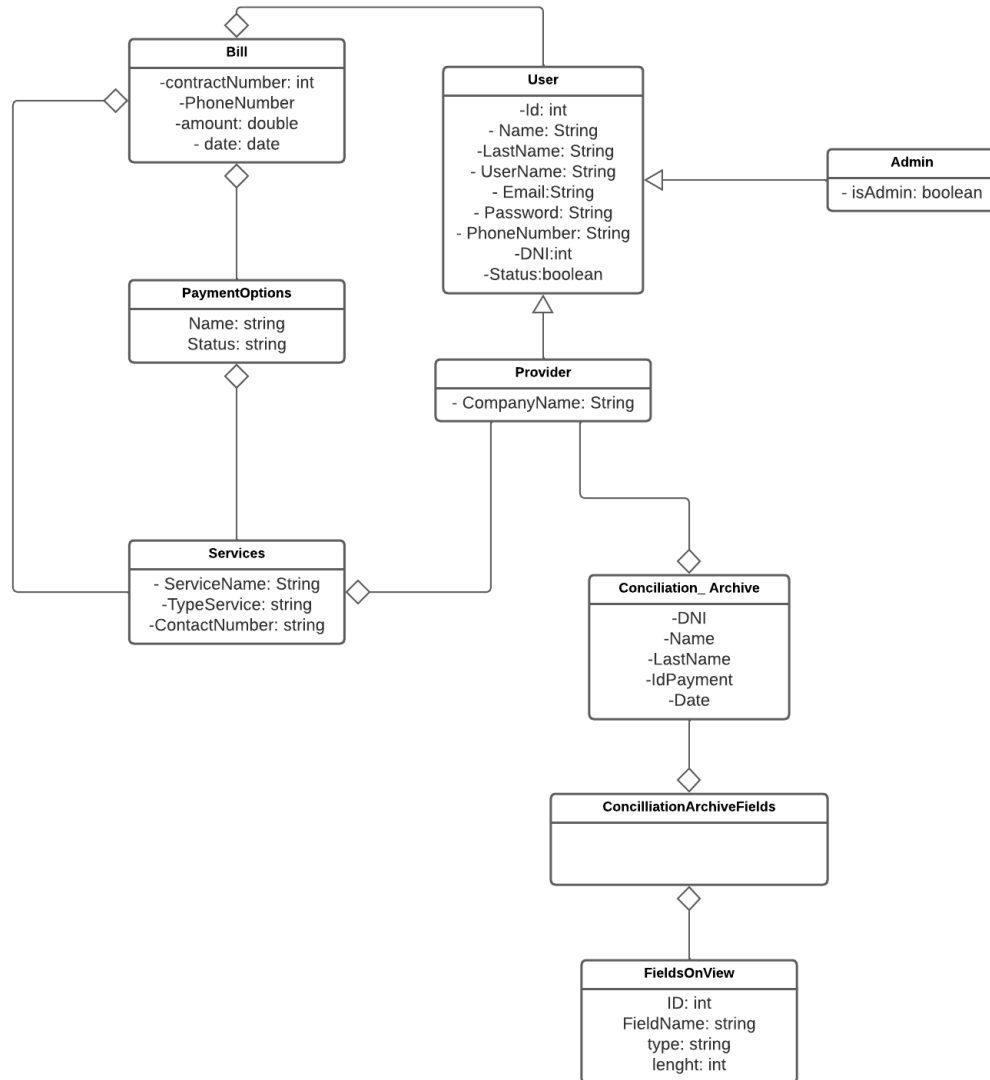 Bill
-contractNumber: int
-PhoneNumber
-amount: double
- date: date
User
-Id: int
- Name: String
-LastName: String
- UserName: String
- Email:String
- Password: String
- PhoneNumber: String
-DNI:int
-Status:boolean
Admin
- isAdmin: boolean
PaymentOptions
Name: string
Status: string
Provider
- CompanyName: String
Services
- ServiceName: String
-TypeService: string
-ContactNumber: string
Conciliation_ Archive
-DNI
-Name
-LastName
-IdPayment
-Date
ConcilliationArchiveFields
FieldsOnView
ID: int
FieldName: string
type: string
lenght: int